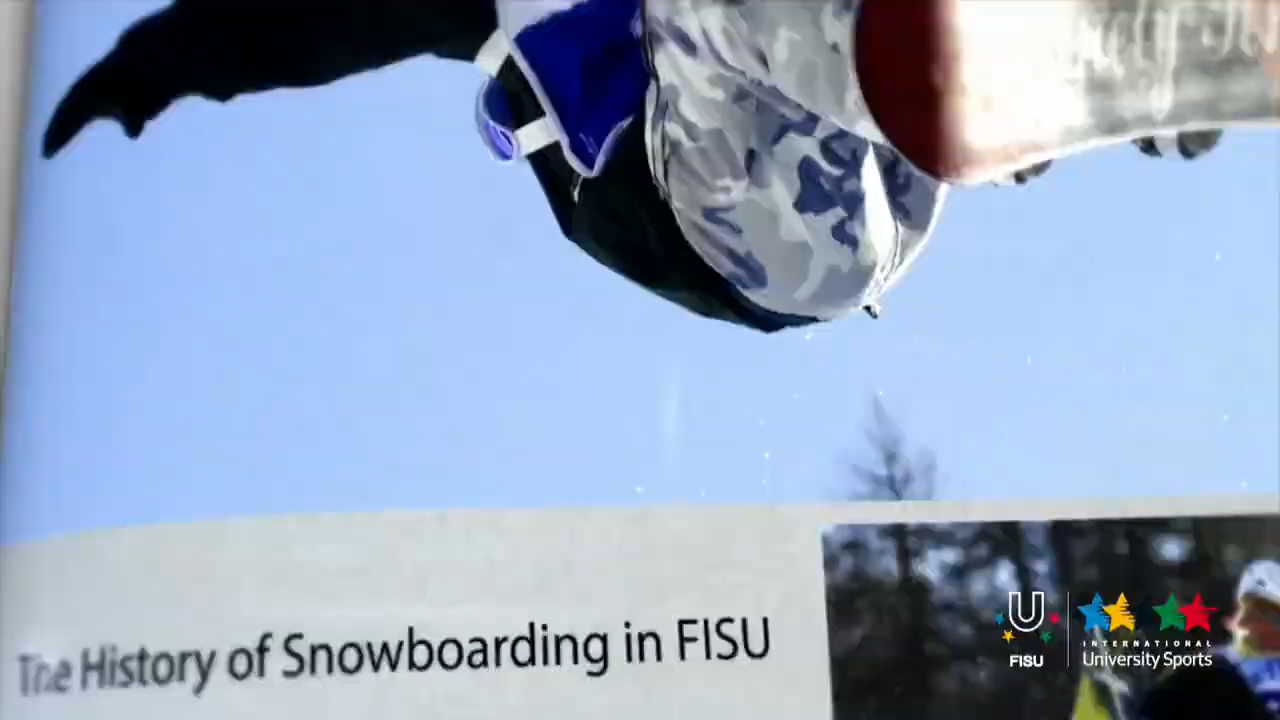 The History of Snowboarding in FISU
U
FISU
INTERNATIONAL
University Sports